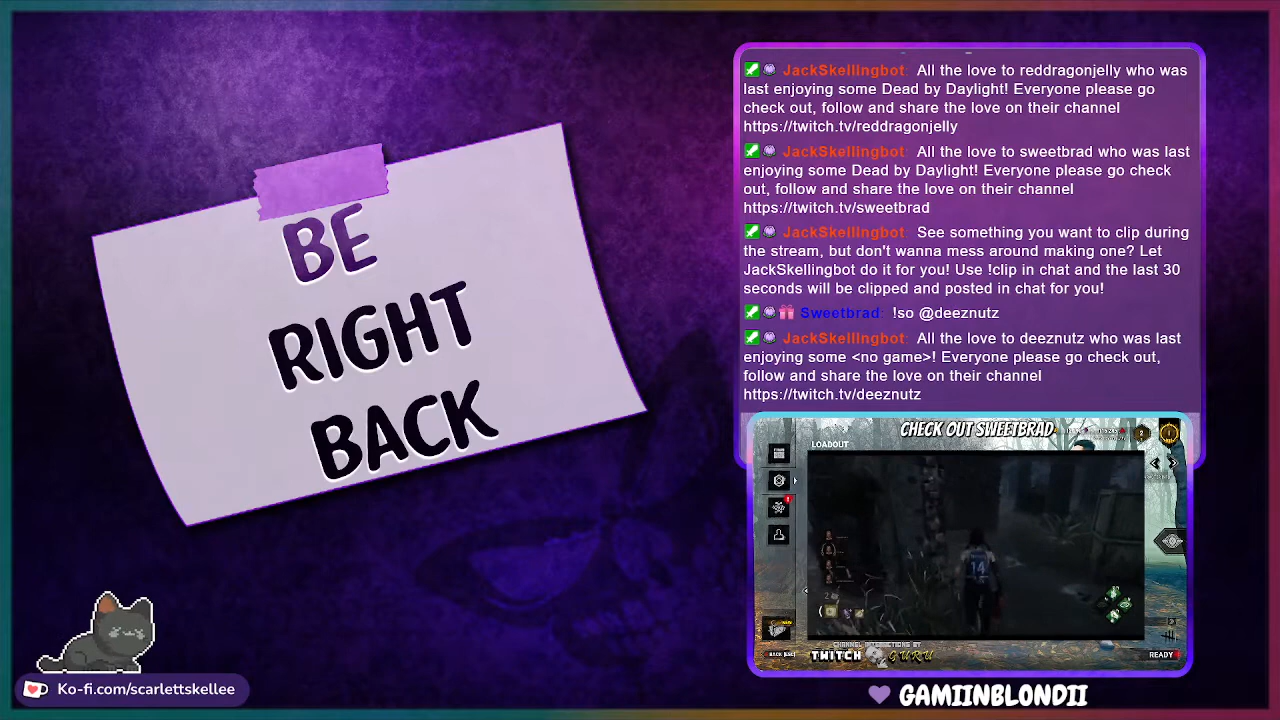 BE
RIGHT
BACK
JackSkellingbot: All the love to reddragonjelly who was
last enjoying some Dead by Daylight! Everyone please go
check out, follow and share the love on their channel
https://twitch.tv/reddragonjelly
JackSkellingbot: All the love to sweetbrad who was last
enjoying some Dead by Daylight! Everyone please go check
out, follow and share the love on their channel
https://twitch.tv/sweetbrad
JackSkellingbot: See something you want to clip during
the stream, but don't wanna mess around making one? Let
JackSkellingbot do it for you! Use !clip in chat and the last 30
seconds will be clipped and posted in chat for you!
Sweetbrad: !so @deeznutz
JackSkellingbot: All the love to deeznutz who was last
enjoying some <no game>! Everyone please go check out,
follow and share the love on their channel
https://twitch.tv/deeznutz
CHECK OUT SWEETBRAD
LOADOUT
14
BACK [ESC]
CHANNEL INTRODUCTIONS BY
TWITCH GURU
READY
Ko-fi.com/scarlettskellee
GAMIINBLONDII